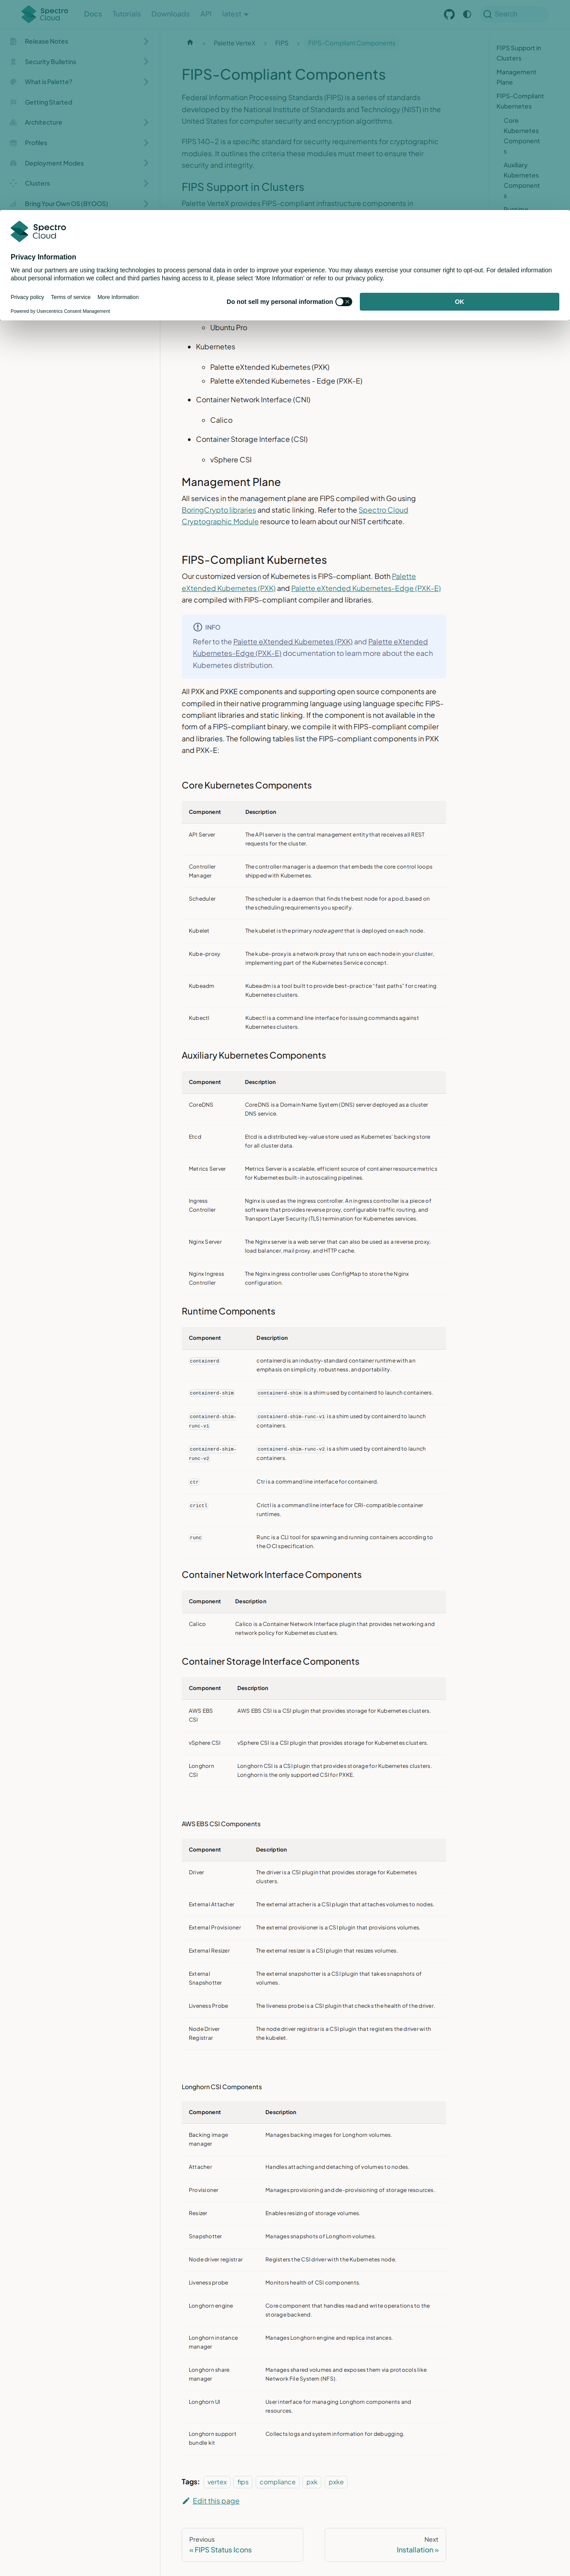 Spectro Cloud
Docs
Tutorials
Downloads
API
latest
Search
Release Notes
Security Bulletins
What is Palette?
Getting Started
Architecture
Profiles
Deployment Modes
Clusters
Bring Your Own OS (BYOOS)
Palette VerteX
FIPS
FIPS-Compliant Components
FIPS Support in Clusters
Management Plane
FIPS-Compliant Kubernetes
Core Kubernetes Components
Auxiliary Kubernetes Components
Runtime
FIPS-Compliant Components
Federal Information Processing Standards (FIPS) is a series of standards
developed by the National Institute of Standards and Technology (NIST) in the
United States for computer security and encryption algorithms.
FIPS 140-2 is a specific standard for security requirements for cryptographic
modules. It outlines the criteria these modules must meet to ensure their
security and integrity.
FIPS Support in Clusters
Palette VerteX provides FIPS-compliant infrastructure components in
Spectro Cloud
Privacy Information
We and our partners are using tracking technologies to process personal data in order to improve your experience. You may always exercise your consumer right to opt-out. For detailed information
about personal information we collect and third parties having access to it, please select 'More Information' or refer to our privacy policy.
Privacy policy
Terms of service
More Information
Powered by Usercentrics Consent Management
Do not sell my personal information
OK
Ubuntu Pro
Kubernetes
Palette eXtended Kubernetes (PXK)
Palette eXtended Kubernetes - Edge (PXK-E)
Container Network Interface (CNI)
Calico
Container Storage Interface (CSI)
vSphere CSI
Management Plane
All services in the management plane are FIPS compiled with Go using
BoringCrypto libraries and static linking. Refer to the Spectro Cloud
Cryptographic Module resource to learn about our NIST certificate.
FIPS-Compliant Kubernetes
Our customized version of Kubernetes is FIPS-compliant. Both Palette
eXtended Kubernetes (PXK) and Palette eXtended Kubernetes-Edge (PXK-E)
are compiled with FIPS-compliant compiler and libraries.
INFO
Refer to the Palette eXtended Kubernetes (PXK) and Palette eXtended
Kubernetes-Edge (PXK-E) documentation to learn more about the each
Kubernetes distribution.
All PXK and PXKE components and supporting open source components are
compiled in their native programming language using language specific FIPS-
compliant libraries and static linking. If the component is not available in the
form of a FIPS-compliant binary, we compile it with FIPS-compliant compiler
and libraries. The following tables list the FIPS-compliant components in PXK
and PXK-E:
Core Kubernetes Components
Component Description
API Server The API server is the central management entity that receives all REST requests for the cluster.
Controller Manager The controller manager is a daemon that embeds the core control loops shipped with Kubernetes.
Scheduler The scheduler is a daemon that finds the best node for a pod, based on the scheduling requirements you specify.
Kubelet The kubelet is the primary node agent that is deployed on each node.
Kube-proxy The kube-proxy is a network proxy that runs on each node in your cluster, implementing part of the Kubernetes Service concept.
Kubeadm Kubeadm is a tool built to provide best-practice "fast paths" for creating Kubernetes clusters.
Kubectl Kubectl is a command line interface for issuing commands against Kubernetes clusters.
Auxiliary Kubernetes Components
Component Description
CoreDNS CoreDNS is a Domain Name System (DNS) server deployed as a cluster DNS service.
Etcd Etcd is a distributed key-value store used as Kubernetes' backing store for all cluster data.
Metrics Server Metrics Server is a scalable, efficient source of container resource metrics for Kubernetes built-in autoscaling pipelines.
Ingress Controller Nginx is used as the ingress controller. An ingress controller is a piece of software that provides reverse proxy, configurable traffic routing, and Transport Layer Security (TLS) termination for Kubernetes services.
Nginx Server The Nginx server is a web server that can also be used as a reverse proxy, load balancer, mail proxy, and HTTP cache.
Nginx Ingress Controller The Nginx ingress controller uses ConfigMap to store the Nginx configuration.
Runtime Components
Component Description
containerd containerd is an industry-standard container runtime with an emphasis on simplicity, robustness, and portability.
containerd-shim containerd-shim is a shim used by containerd to launch containers.
containerd-shim-runc-v1 containerd-shim-runc-v1 is a shim used by containerd to launch containers.
containerd-shim-runc-v2 containerd-shim-runc-v2 is a shim used by containerd to launch containers.
ctr Ctr is a command line interface for containerd.
crictl Crictl is a command line interface for CRI-compatible container runtimes.
runc Runc is a CLI tool for spawning and running containers according to the OCI specification.
Container Network Interface Components
Component Description
Calico Calico is a Container Network Interface plugin that provides networking and network policy for Kubernetes clusters.
Container Storage Interface Components
Component Description
AWS EBS CSI AWS EBS CSI is a CSI plugin that provides storage for Kubernetes clusters.
vSphere CSI vSphere CSI is a CSI plugin that provides storage for Kubernetes clusters.
Longhorn CSI Longhorn CSI is a CSI plugin that provides storage for Kubernetes clusters. Longhorn is the only supported CSI for PXKE.
AWS EBS CSI Components
Component Description
Driver The driver is a CSI plugin that provides storage for Kubernetes clusters.
External Attacher The external attacher is a CSI plugin that attaches volumes to nodes.
External Provisioner The external provisioner is a CSI plugin that provisions volumes.
External Resizer The external resizer is a CSI plugin that resizes volumes.
External Snapshotter The external snapshotter is a CSI plugin that takes snapshots of volumes.
Liveness Probe The liveness probe is a CSI plugin that checks the health of the driver.
Node Driver Registrar The node driver registrar is a CSI plugin that registers the driver with the kubelet.
Longhorn CSI Components
Component Description
Backing image manager Manages backing images for Longhorn volumes.
Attacher Handles attaching and detaching of volumes to nodes.
Provisioner Manages provisioning and de-provisioning of storage resources.
Resizer Enables resizing of storage volumes.
Snapshotter Manages snapshots of Longhorn volumes.
Node driver registrar Registers the CSI driver with the Kubernetes node.
Liveness probe Monitors health of CSI components.
Longhorn engine Core component that handles read and write operations to the storage backend.
Longhorn instance manager Manages Longhorn engine and replica instances.
Longhorn share manager Manages shared volumes and exposes them via protocols like Network File System (NFS).
Longhorn UI User interface for managing Longhorn components and resources.
Longhorn support bundle kit Collects logs and system information for debugging.
Tags: vertex fips compliance pxk pxke
Edit this page
Previous
« FIPS Status Icons
Next
Installation »